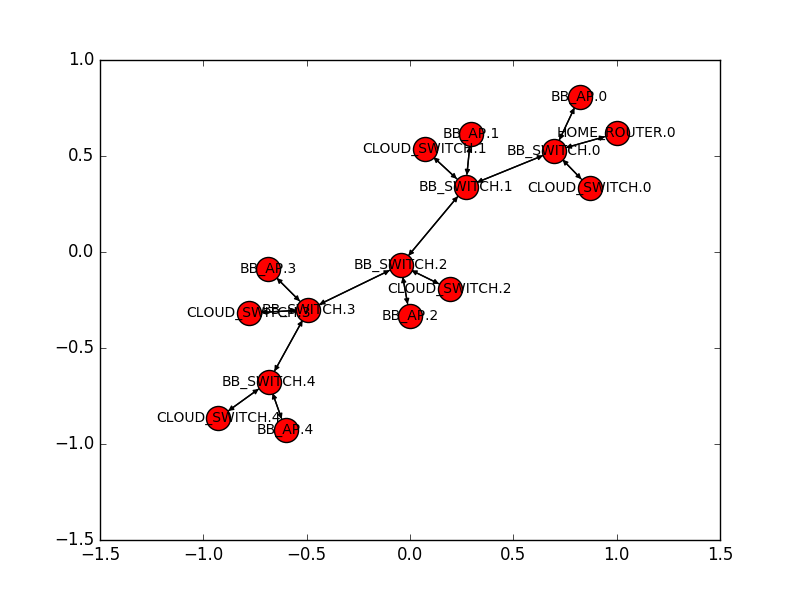 1.0
BB_AP.0
BB_AP.1
HOME_ROUTER.0
CLOUD_SWITCH.1
BB_SWITCH.0
0.5
BB_SWITCH.1
CLOUD_SWITCH.0
0.0
BB_SWITCH.2
BB_AP.3
CLOUD_SWITCH.2
BB_SWITCH.3
CLOUD_SWITCH.3
BB_AP.2
−0.5
BB_SWITCH.4
CLOUD_SWITCH.4
BB_AP.4
−1.0
−1.5
−1.5 −1.0 −0.5 0.0 0.5 1.0 1.5